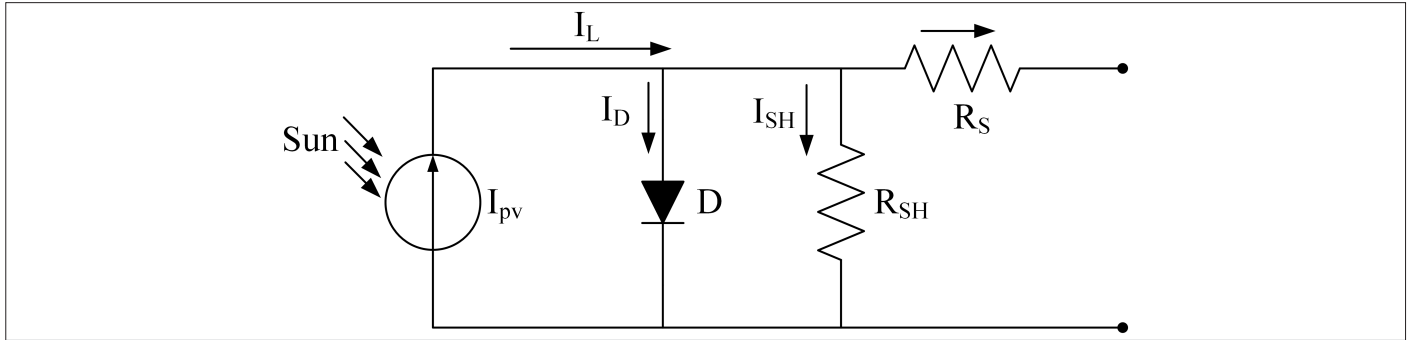 I_L
I_D
I_SH
R_S
Sun
I_pv
D
R_SH